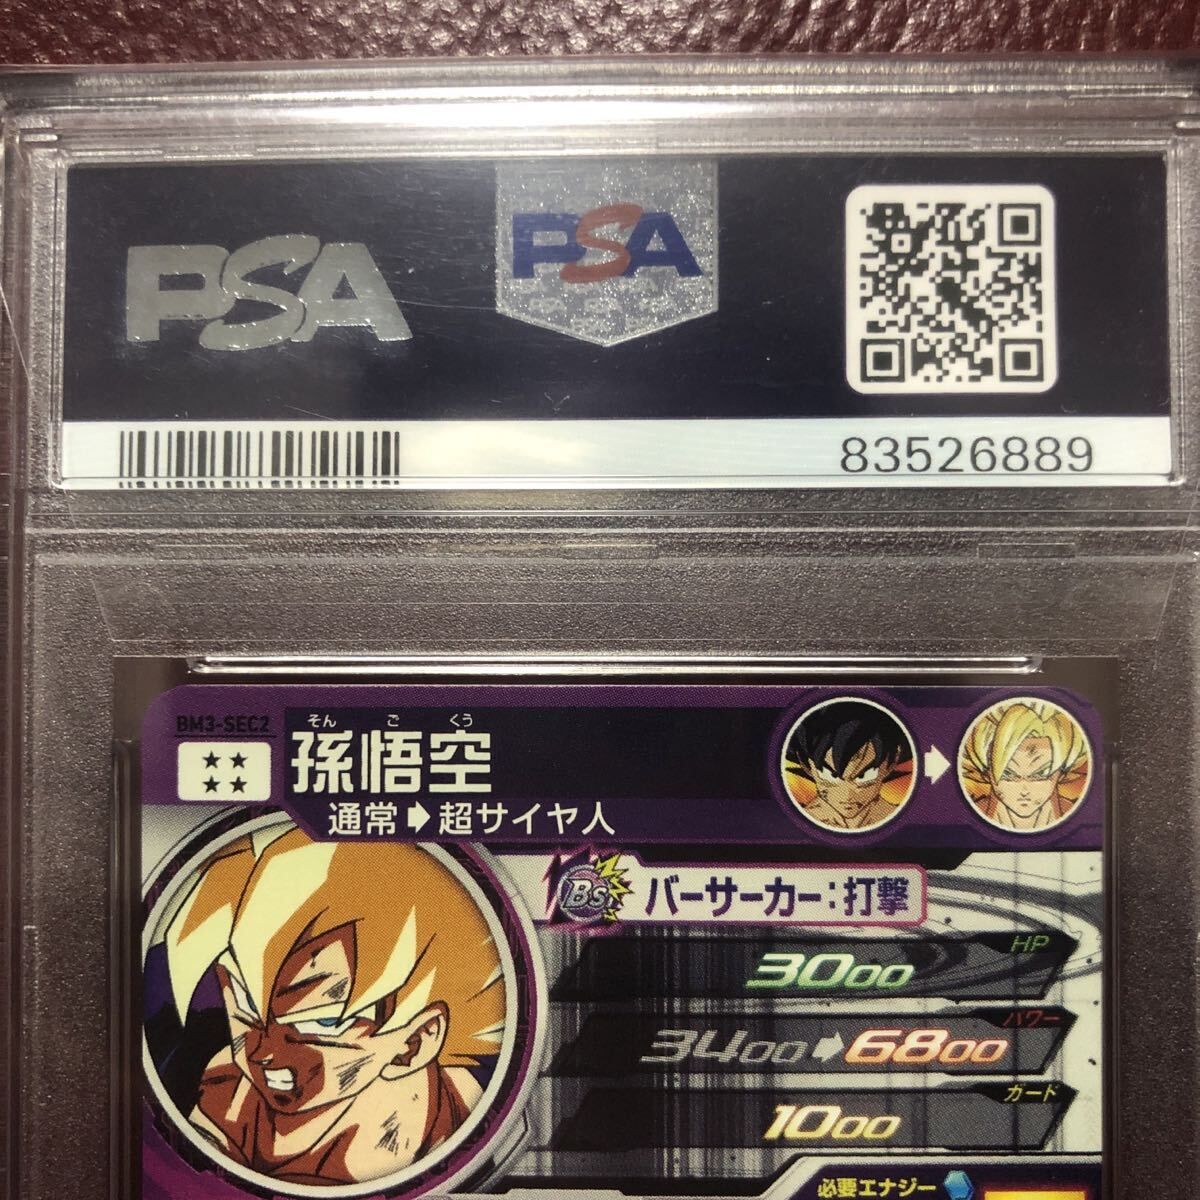 PSA
PSA
83526889
BM3-SEC2
そん ご くう
孫悟空
通常➡超サイヤ人
Bs
バーサーカー:打撃
HP
3000
パワー
3400➡6800
ガード
1000
必要エナジー